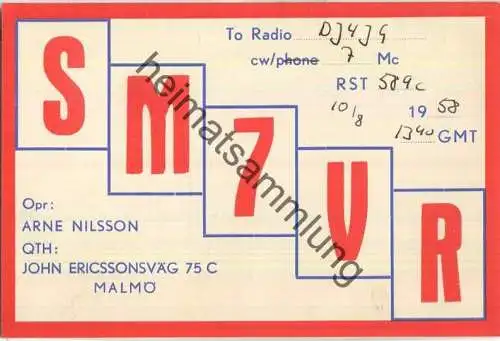 To Radio DJ4JG
cw/phone 7 Mc
RST 589c
10/8 1958
1340 GMT
SM7VR
Opr:
ARNE NILSSON
QTH:
JOHN ERICSSONSVÄG 75 C
MALMÖ
heimatsammlung